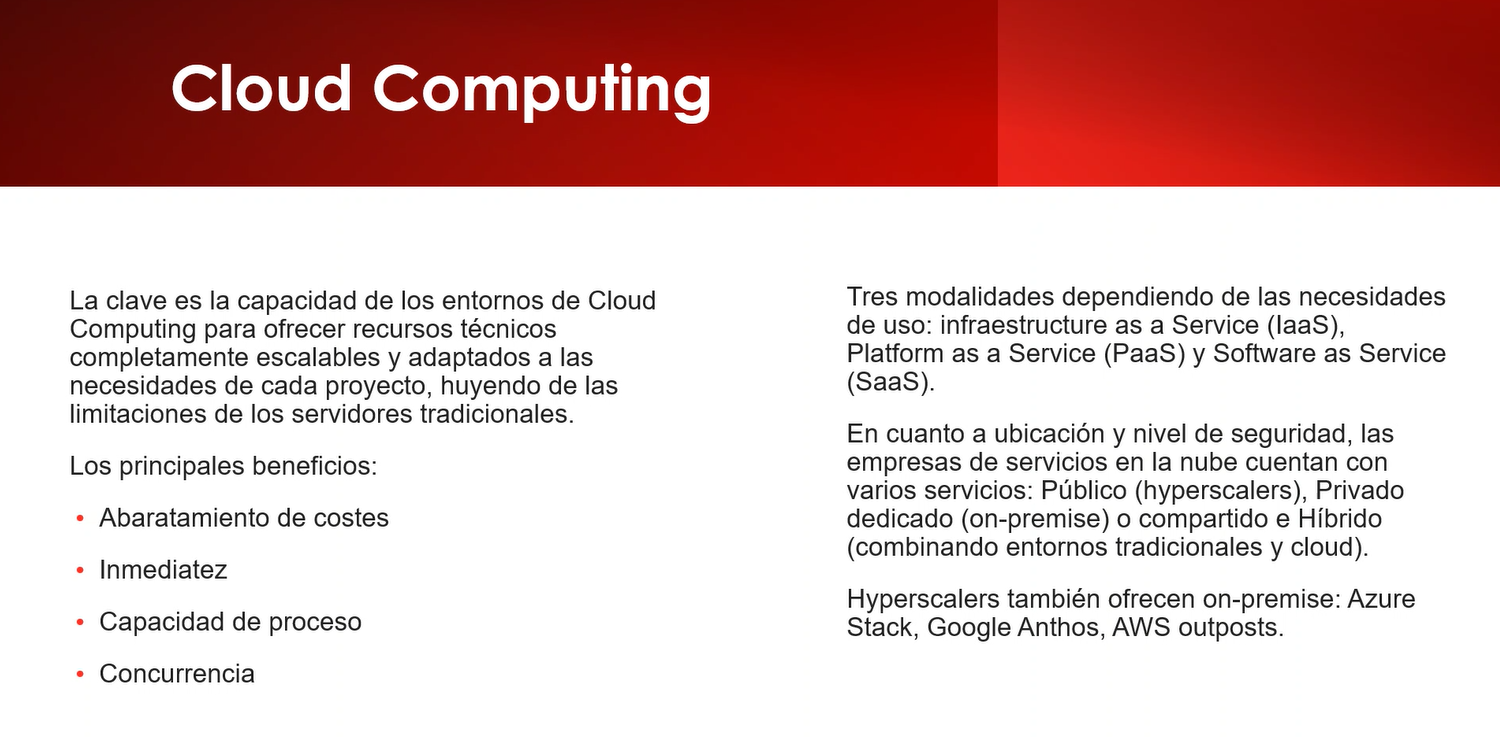 Cloud Computing
La clave es la capacidad de los entornos de Cloud
Computing para ofrecer recursos técnicos
completamente escalables y adaptados a las
necesidades de cada proyecto, huyendo de las
limitaciones de los servidores tradicionales.
Los principales beneficios:
• Abaratamiento de costes
• Inmediatez
• Capacidad de proceso
• Concurrencia
Tres modalidades dependiendo de las necesidades
de uso: infraestructure as a Service (IaaS),
Platform as a Service (PaaS) y Software as Service
(SaaS).
En cuanto a ubicación y nivel de seguridad, las
empresas de servicios en la nube cuentan con
varios servicios: Público (hyperscalers), Privado
dedicado (on-premise) o compartido e Híbrido
(combinando entornos tradicionales y cloud).
Hyperscalers también ofrecen on-premise: Azure
Stack, Google Anthos, AWS outposts.